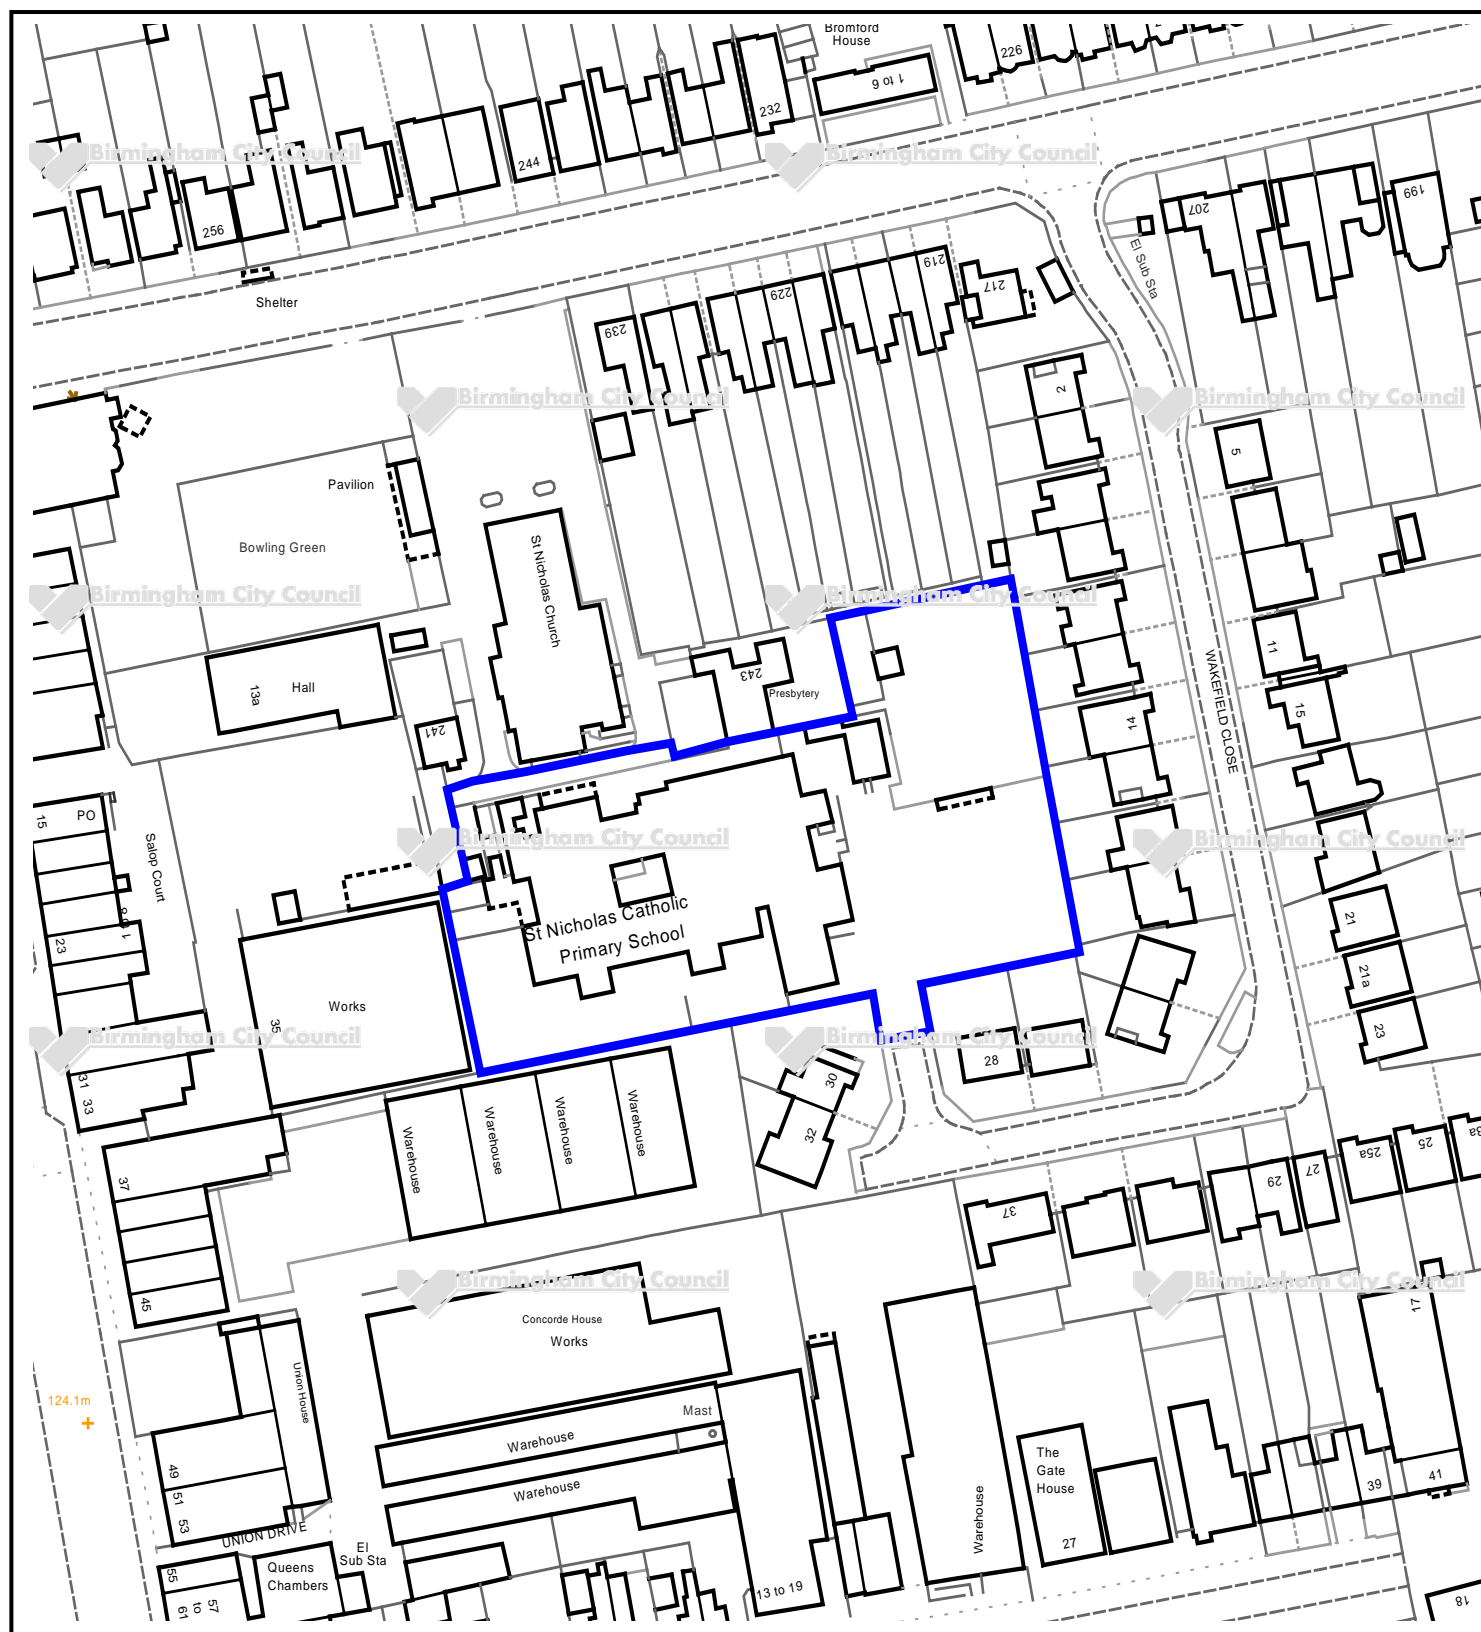 Bromford
House
226
1 to 6
232
Birmingham City Council
Birmingham City Council
244
199
207
256
El Sub Sta
219
217
Shelter
229
239
2
Birmingham City Council
Birmingham City Council
5
Pavilion
Bowling Green
St Nicholas Church
Birmingham City Council
Birmingham City Council
11
WAKEFIELD CLOSE
243
Presbytery
13a
Hall
15
14
241
15
PO
Salop Court
Birmingham City Council
Birmingham City Council
St Nicholas Catholic
Primary School
21
23
21a
Works
35
23
Birmingham City Council
Birmingham City Council
28
30
31
33
32
Warehouse
Warehouse
Warehouse
Warehouse
25a
25
27
29
37
37
Birmingham City Council
Birmingham City Council
45
17
Concorde House
Works
Union House
124.1m
Mast
Warehouse
The
Gate
House
49
Warehouse
41
39
51
53
Warehouse
UNION DRIVE
27
El
Sub Sta
Queens
Chambers
55
13 to 19
57
to
61
18